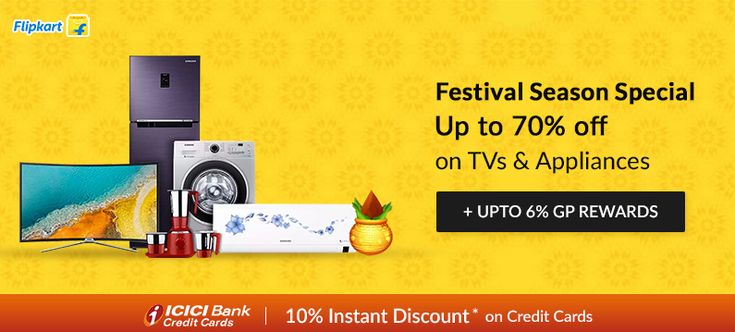 Flipkart
Festival Season Special
Up to 70% off
on TVs & Appliances
+ UPTO 6% GP REWARDS
ICICI Bank
Credit Cards
10% Instant Discount* on Credit Cards